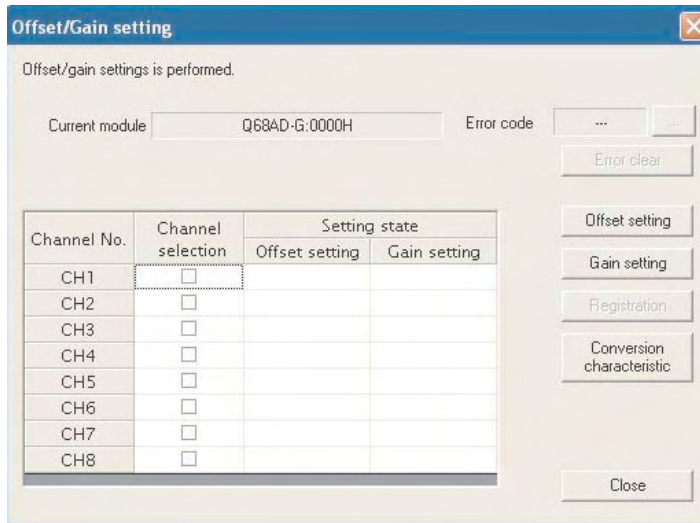 Offset/Gain setting
Offset/gain settings is performed.
Current module Q68AD-G:0000H Error code --- ...
Error clear
Channel No. Channel selection Setting state
Offset setting Gain setting
CH1
CH2
CH3
CH4
CH5
CH6
CH7
CH8
Offset setting
Gain setting
Registration
Conversion
characteristic
Close